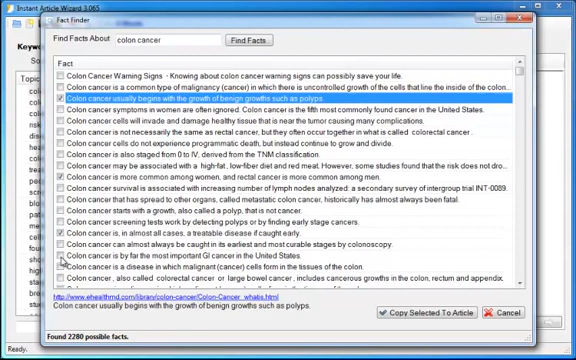 Instant Article Wizard 3.065
Fact Finder
Find Facts About
colon cancer
Find Facts
Fact
Colon Cancer Warning Signs - Knowing about colon cancer warning signs can possibly save your life.
Colon cancer is a common type of malignancy (cancer) in which there is uncontrolled growth of the cells that line the inside of the colon...
Colon cancer usually begins with the growth of benign growths such as polyps.
Colon cancer symptoms in women are often ignored. Colon cancer is the fifth most commonly found cancer in the United States.
Colon cancer cells will invade and damage healthy tissue that is near the tumor causing many complications.
Colon cancer is not necessarily the same as rectal cancer, but they often occur together in what is called colorectal cancer.
Colon cancer cells do not experience programmatic death, but instead continue to grow and divide.
Colon cancer is also staged from 0 to IV, derived from the TNM classification.
Colon cancer may be associated with a high-fat, low-fiber diet and red meat. However, some studies found that the risk does not dro...
Colon cancer is more common among women, and rectal cancer is more common among men.
Colon cancer survival is associated with increasing number of lymph nodes analyzed: a secondary survey of intergroup trial INT-0089.
Colon cancer that has spread to other organs, called metastatic colon cancer, historically has almost always been fatal.
Colon cancer starts with a growth, also called a polyp, that is not cancer.
Colon cancer screening tests work by detecting polyps or by finding early stage cancers.
Colon cancer is, in almost all cases, a treatable disease if caught early.
Colon cancer can almost always be caught in its earliest and most curable stages by colonoscopy.
Colon cancer is by far the most important GI cancer in the United States.
Colon cancer is a disease in which malignant (cancer) cells form in the tissues of the colon.
Colon cancer , also called colorectal cancer or large bowel cancer , includes cancerous growths in the colon, rectum and appendix.
http://www.ehealthmd.com/library/colon-cancer/Colon-Cancer_whatis.html
Colon cancer usually begins with the growth of benign growths such as polyps.
Copy Selected To Article
Cancel
Found 2280 possible facts.
Ready.